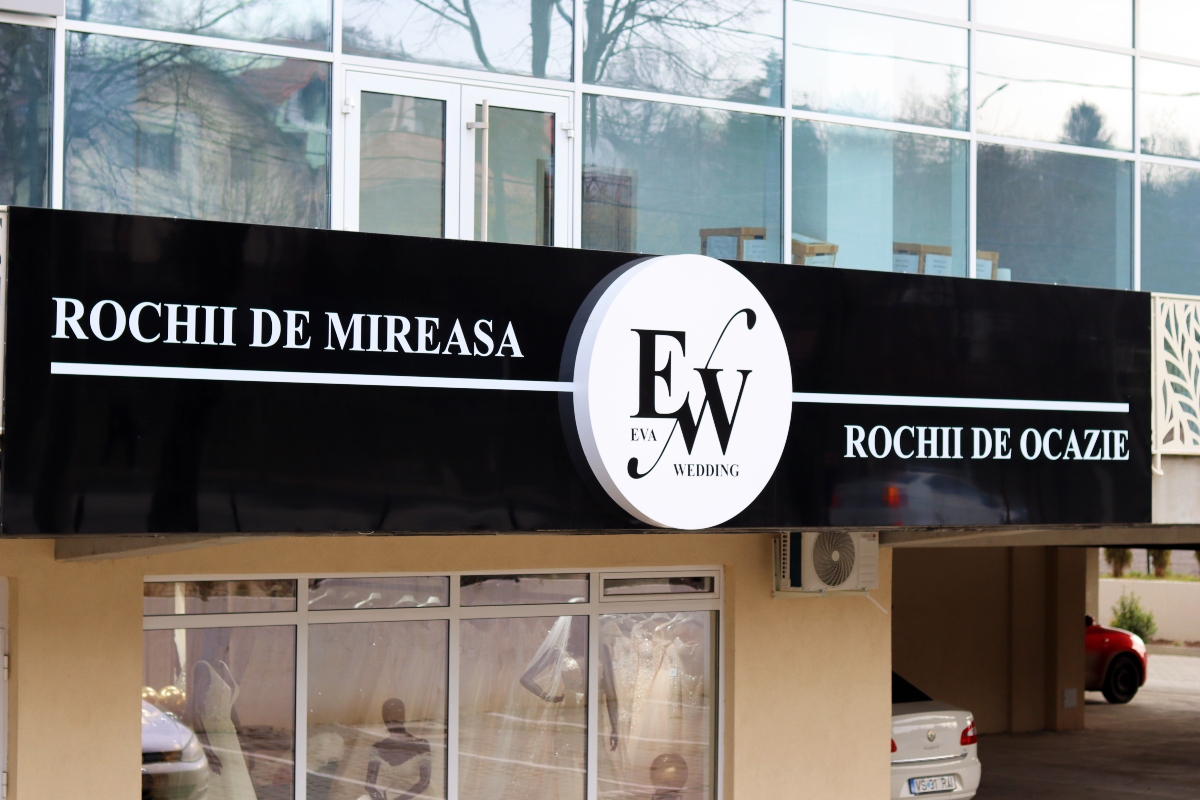 ROCHII DE MIREASA
EW
EVA
WEDDING
ROCHII DE OCAZIE